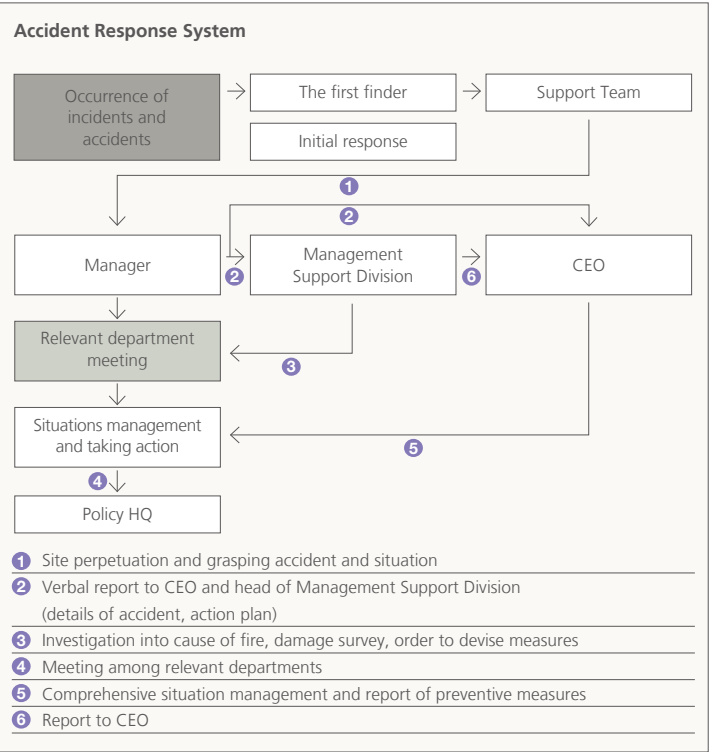 Accident Response System
Occurrence of
incidents and
accidents
The first finder
Support Team
Initial response
1
2
Manager
2
Management
Support Division
6
CEO
Relevant department
meeting
3
Situations management
and taking action
5
4
Policy HQ
1 Site perpetuation and grasping accident and situation
2 Verbal report to CEO and head of Management Support Division
(details of accident, action plan)
3 Investigation into cause of fire, damage survey, order to devise measures
4 Meeting among relevant departments
5 Comprehensive situation management and report of preventive measures
6 Report to CEO